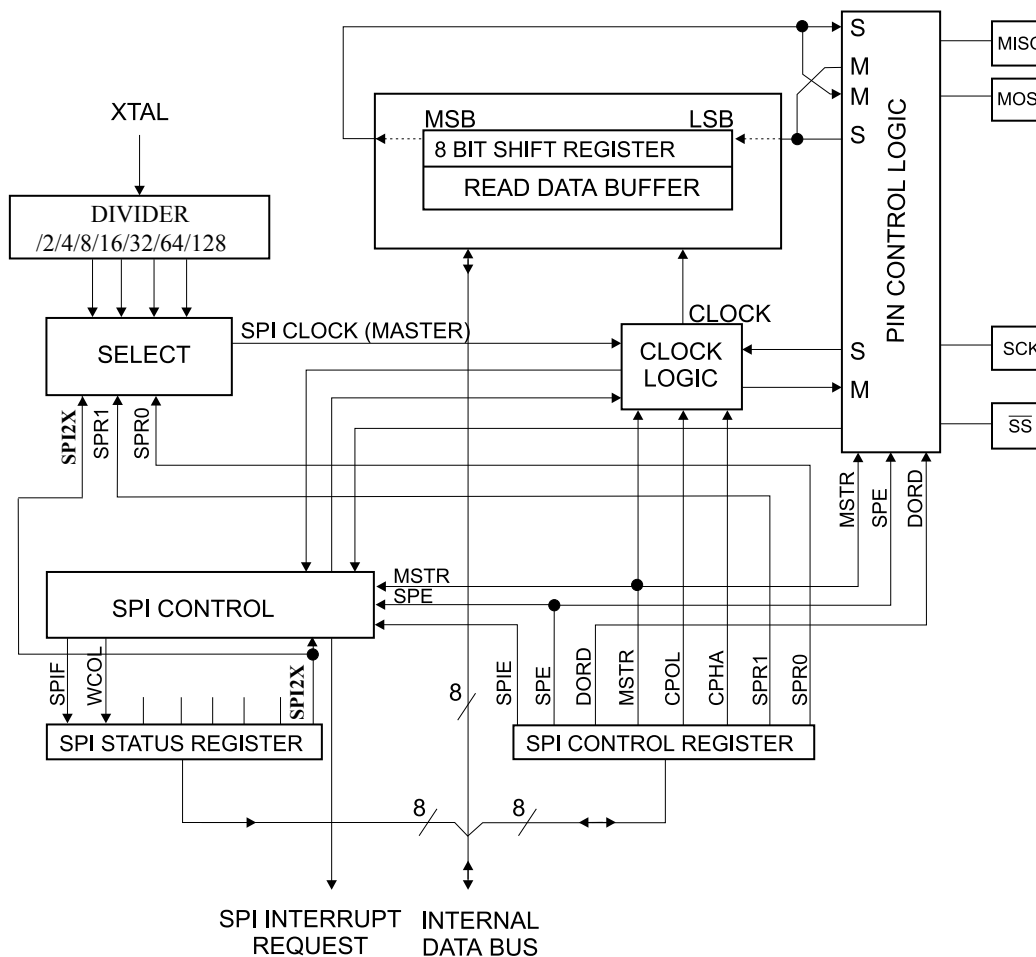 S
MISO
M
M
MOSI
XTAL
MSB
LSB
S
8 BIT SHIFT REGISTER
READ DATA BUFFER
DIVIDER
/2/4/8/16/32/64/128
PIN CONTROL LOGIC
SPI CLOCK (MASTER)
CLOCK
SELECT
CLOCK
LOGIC
S
SCK
M
SPI2X
SPR1
SPR0
SS
MSTR
SPE
DORD
MSTR
SPE
SPI CONTROL
SPIF
WCOL
SPI2X
8
SPIE
SPE
DORD
MSTR
CPOL
CPHA
SPR1
SPR0
SPI STATUS REGISTER
SPI CONTROL REGISTER
8
8
SPI INTERRUPT
REQUEST
INTERNAL
DATA BUS